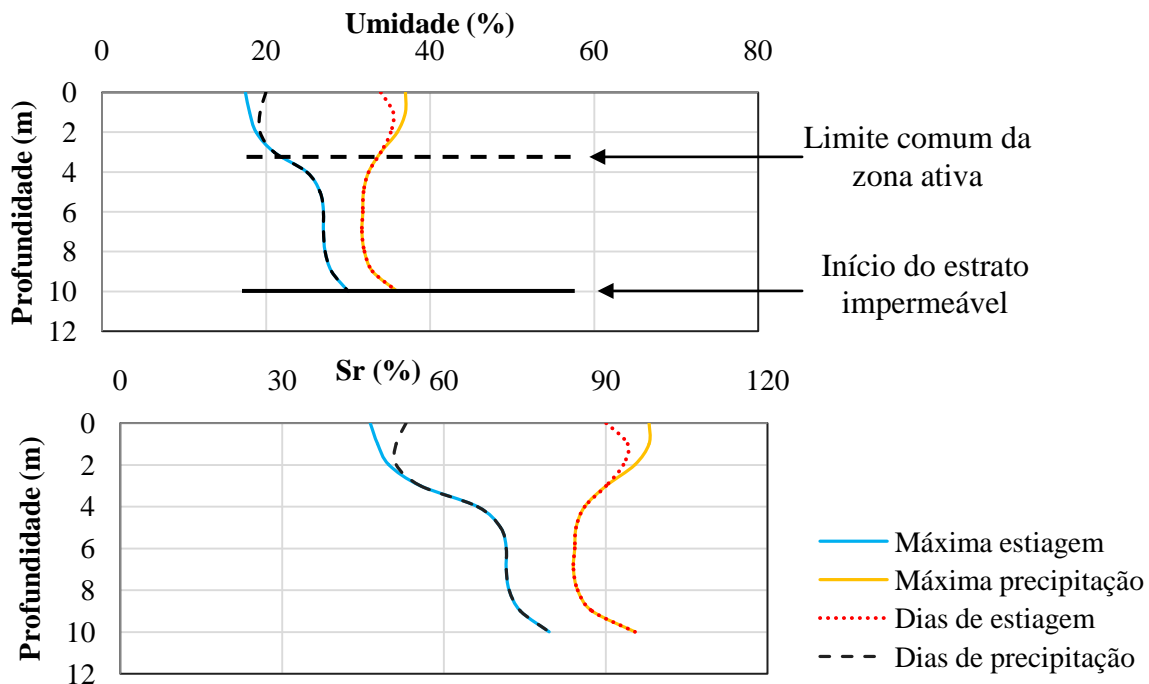 Umidade (%)
0 20 40 60 80
Profundidade (m)
0
2
4
6
8
10
12
Limite comum da
zona ativa
Início do estrato
impermeável
Sr (%)
0 30 60 90 120
Profundidade (m)
0
2
4
6
8
10
12
Máxima estiagem
Máxima precipitação
Dias de estiagem
Dias de precipitação